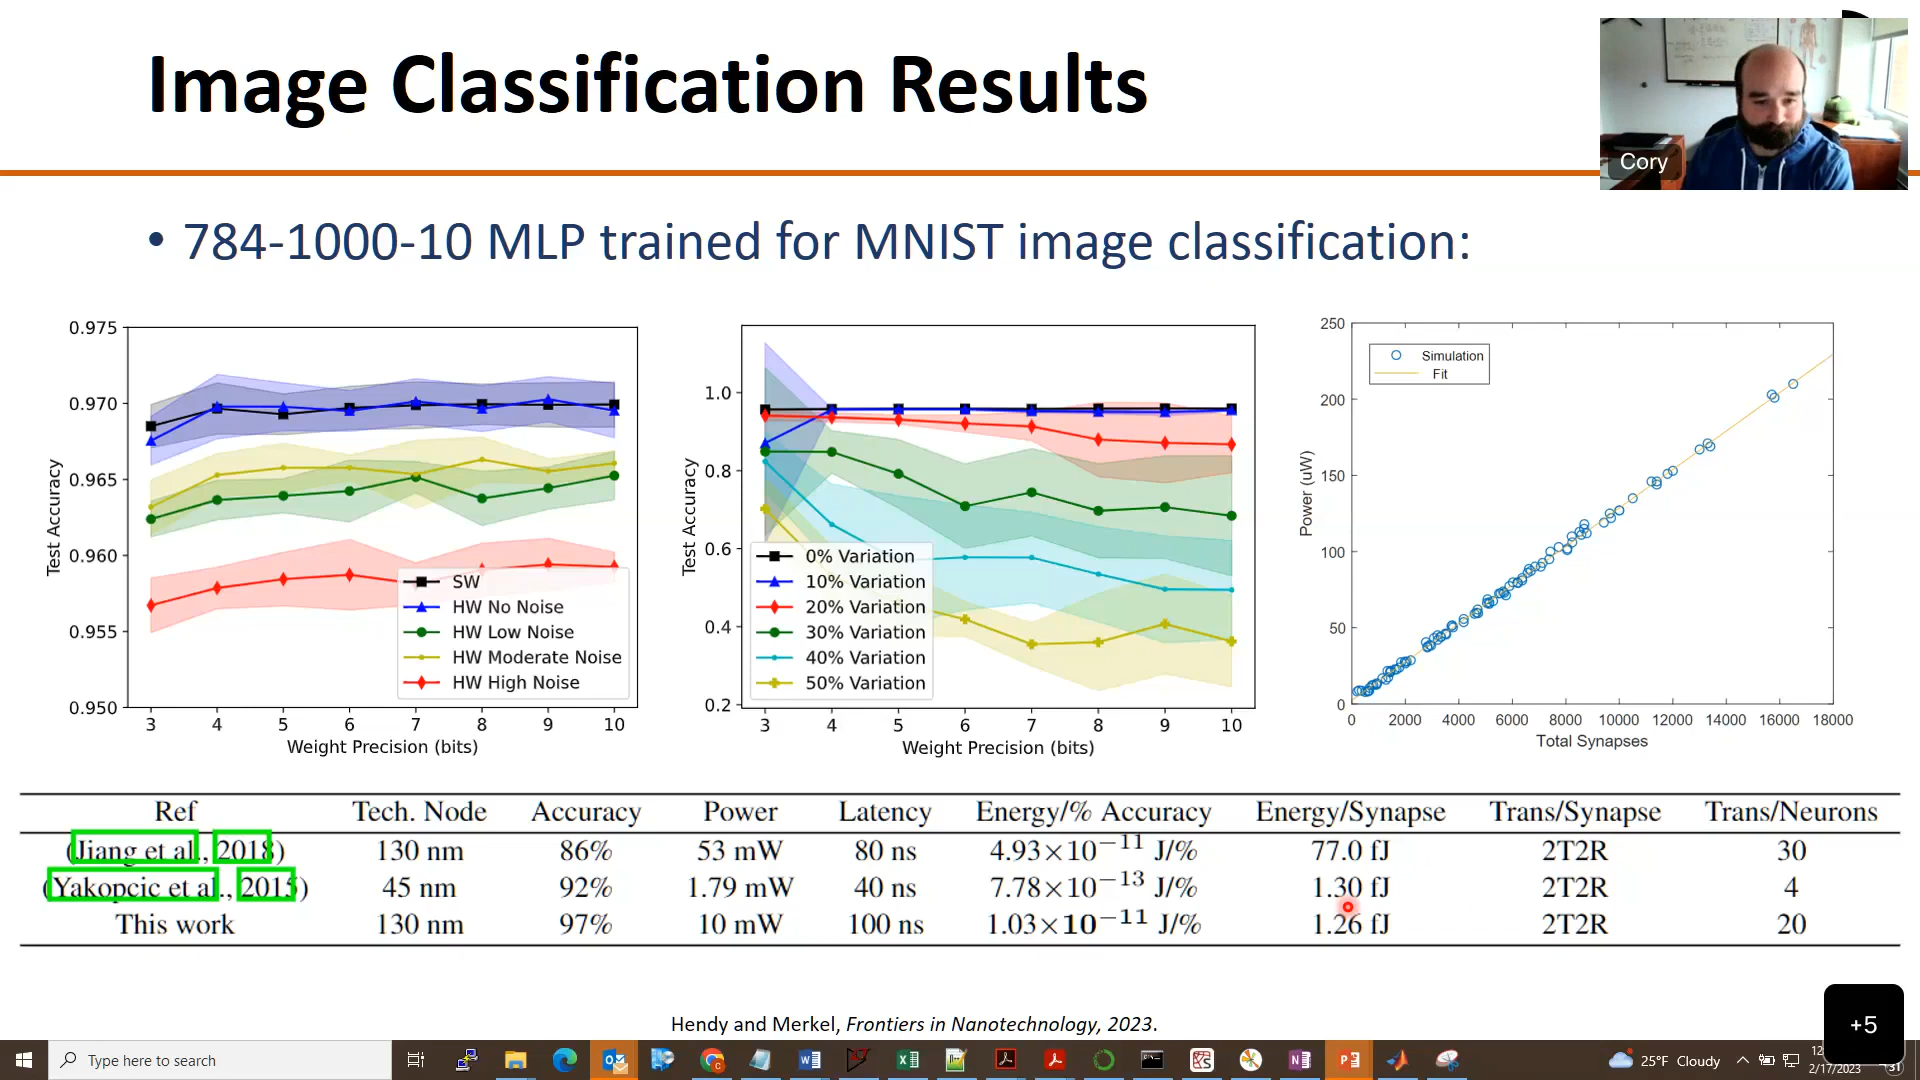 Image Classification Results
Cory
• 784-1000-10 MLP trained for MNIST image classification:
0.975
0.970
0.965
0.960
0.955
0.950
Test Accuracy
SW
HW No Noise
HW Low Noise
HW Moderate Noise
HW High Noise
3 4 5 6 7 8 9 10
Weight Precision (bits)
1.0
0.8
0.6
0.4
0.2
Test Accuracy
0% Variation
10% Variation
20% Variation
30% Variation
40% Variation
50% Variation
3 4 5 6 7 8 9 10
Weight Precision (bits)
250
200
150
100
50
0
Power (uW)
Simulation
Fit
0 2000 4000 6000 8000 10000 12000 14000 16000 18000
Total Synapses
Ref Tech. Node Accuracy Power Latency Energy/% Accuracy Energy/Synapse Trans/Synapse Trans/Neurons
(Jiang et al., 2018) 130 nm 86% 53 mW 80 ns 4.93×10⁻¹¹ J/% 77.0 fJ 2T2R 30
(Yakopcic et al., 2015) 45 nm 92% 1.79 mW 40 ns 7.78×10⁻¹³ J/% 1.30 fJ 2T2R 4
This work 130 nm 97% 10 mW 100 ns 1.03×10⁻¹¹ J/% 1.26 fJ 2T2R 20
Hendy and Merkel, Frontiers in Nanotechnology, 2023.
+5
Type here to search
25°F Cloudy
2/17/2023